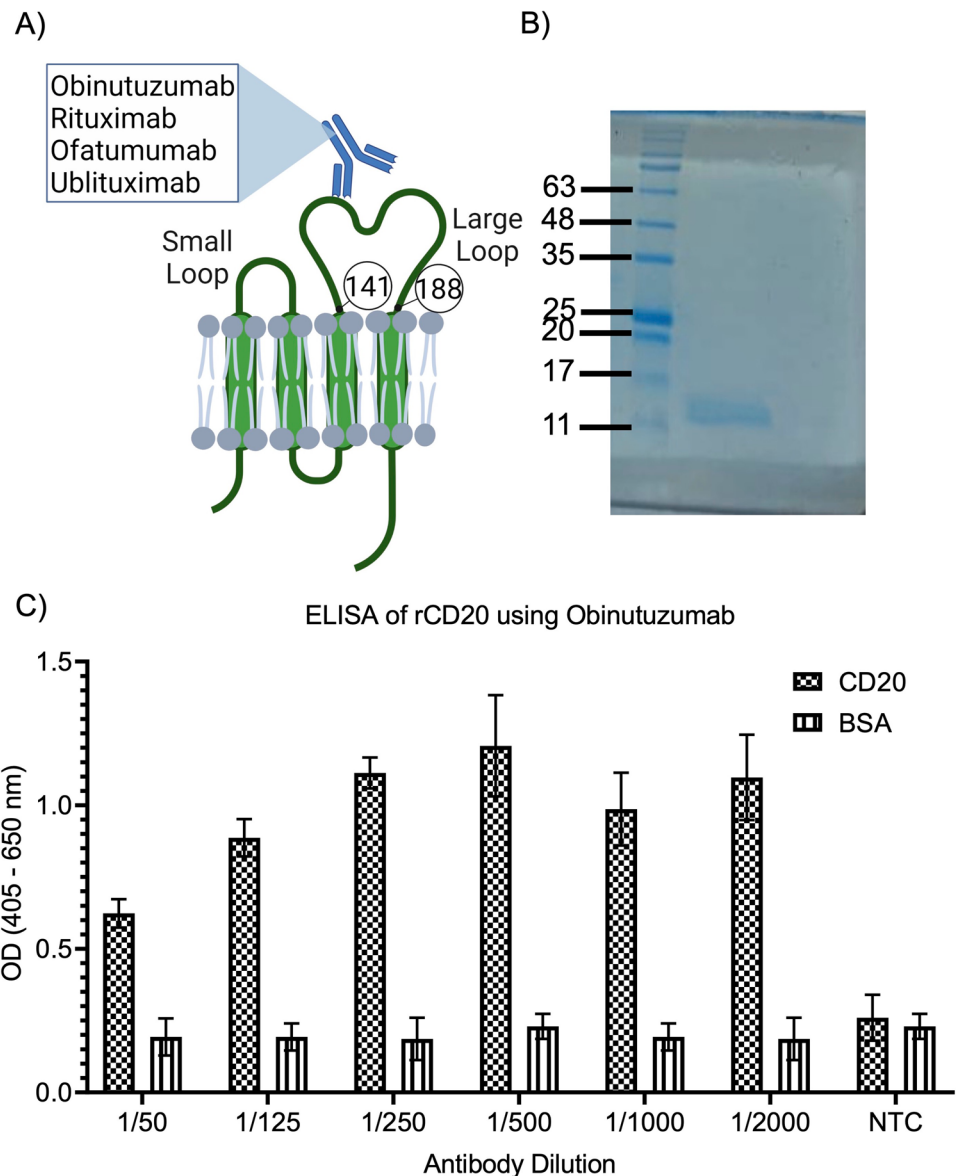 A)
Obinutuzumab
Rituximab
Ofatumumab
Ublituximab
Small
Loop
Large
Loop
141
188
B)
63
48
35
25
20
17
11
C)
ELISA of rCD20 using Obinutuzumab
OD (405 - 650 nm)
1.5
1.0
0.5
0.0
CD20
BSA
1/50
1/125
1/250
1/500
1/1000
1/2000
NTC
Antibody Dilution